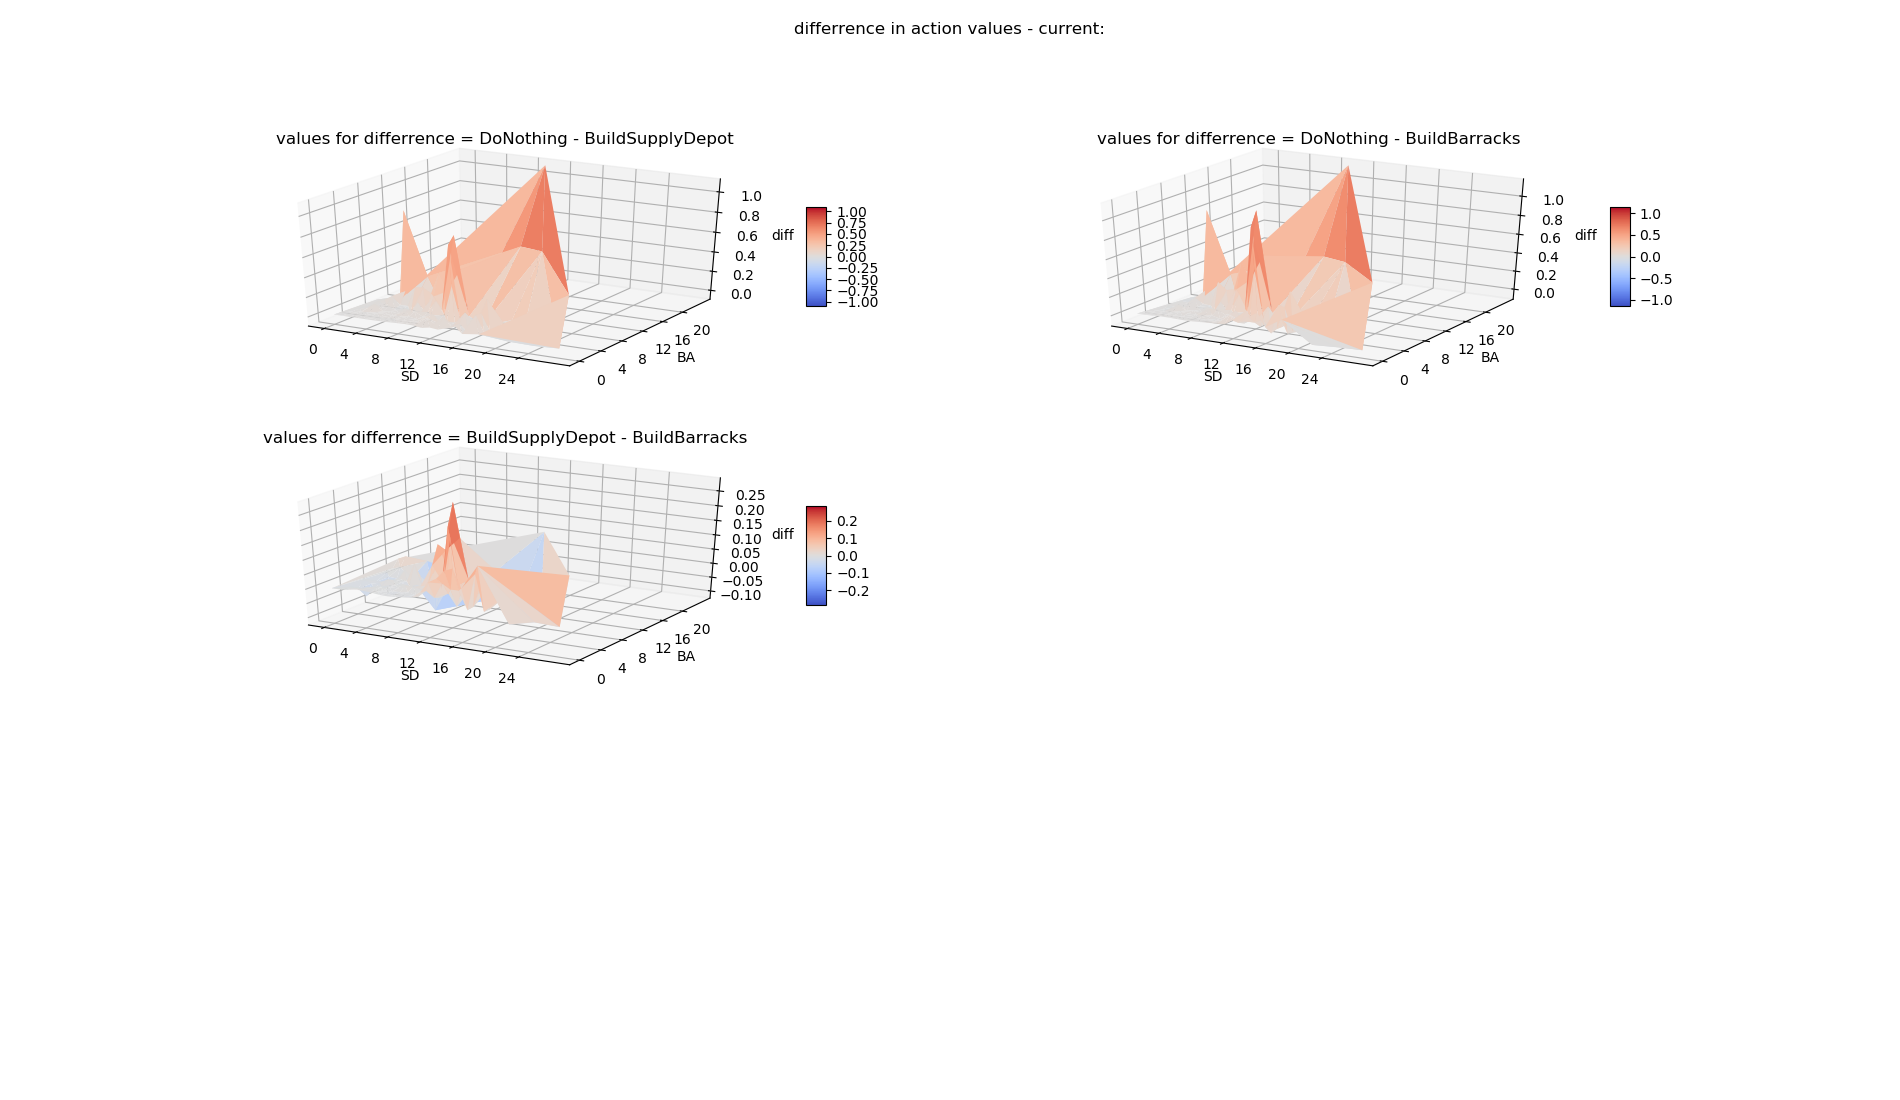 differrence in action values - current:
values for differrence = DoNothing - BuildSupplyDepot
1.0
0.8
0.6
0.4
0.2
0.0
diff
1.00
0.75
0.50
0.25
0.00
−0.25
−0.50
−0.75
−1.00
0 4 8 12 16 20 24
SD
0 4 8 12 16 20
BA
values for differrence = DoNothing - BuildBarracks
1.0
0.8
0.6
0.4
0.2
0.0
diff
1.0
0.5
0.0
−0.5
−1.0
0 4 8 12 16 20 24
SD
0 4 8 12 16 20
BA
values for differrence = BuildSupplyDepot - BuildBarracks
0.25
0.20
0.15
0.10
0.05
0.00
−0.05
−0.10
diff
0.2
0.1
0.0
−0.1
−0.2
0 4 8 12 16 20 24
SD
0 4 8 12 16 20
BA